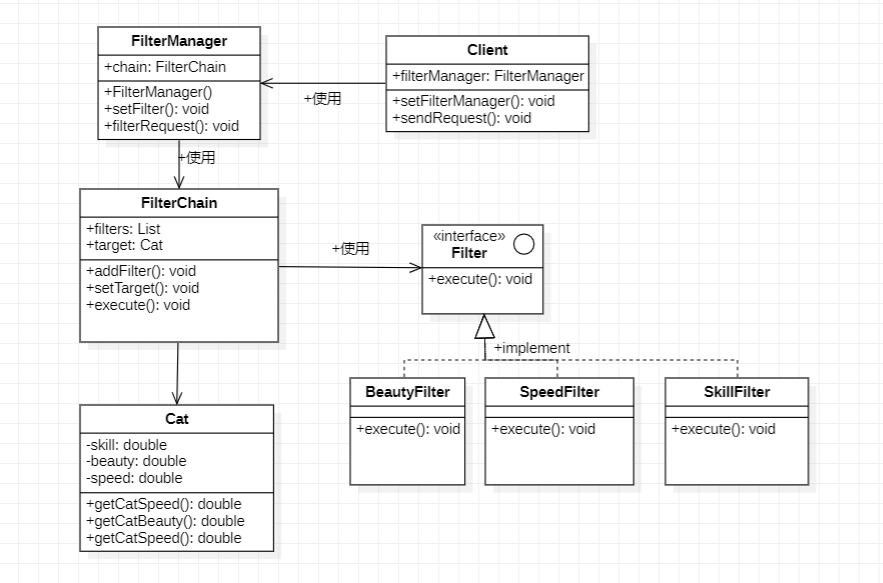 FilterManager
+chain: FilterChain
+FilterManager()
+setFilter(): void
+filterRequest(): void
Client
+filterManager: FilterManager
+setFilterManager(): void
+sendRequest(): void
+使用
+使用
FilterChain
+filters: List
+target: Cat
+addFilter(): void
+setTarget(): void
+execute(): void
+使用
«interface»
Filter
+execute(): void
+implement
BeautyFilter
+execute(): void
SpeedFilter
+execute(): void
SkillFilter
+execute(): void
Cat
-skill: double
-beauty: double
-speed: double
+getCatSpeed(): double
+getCatBeauty(): double
+getCatSpeed(): double